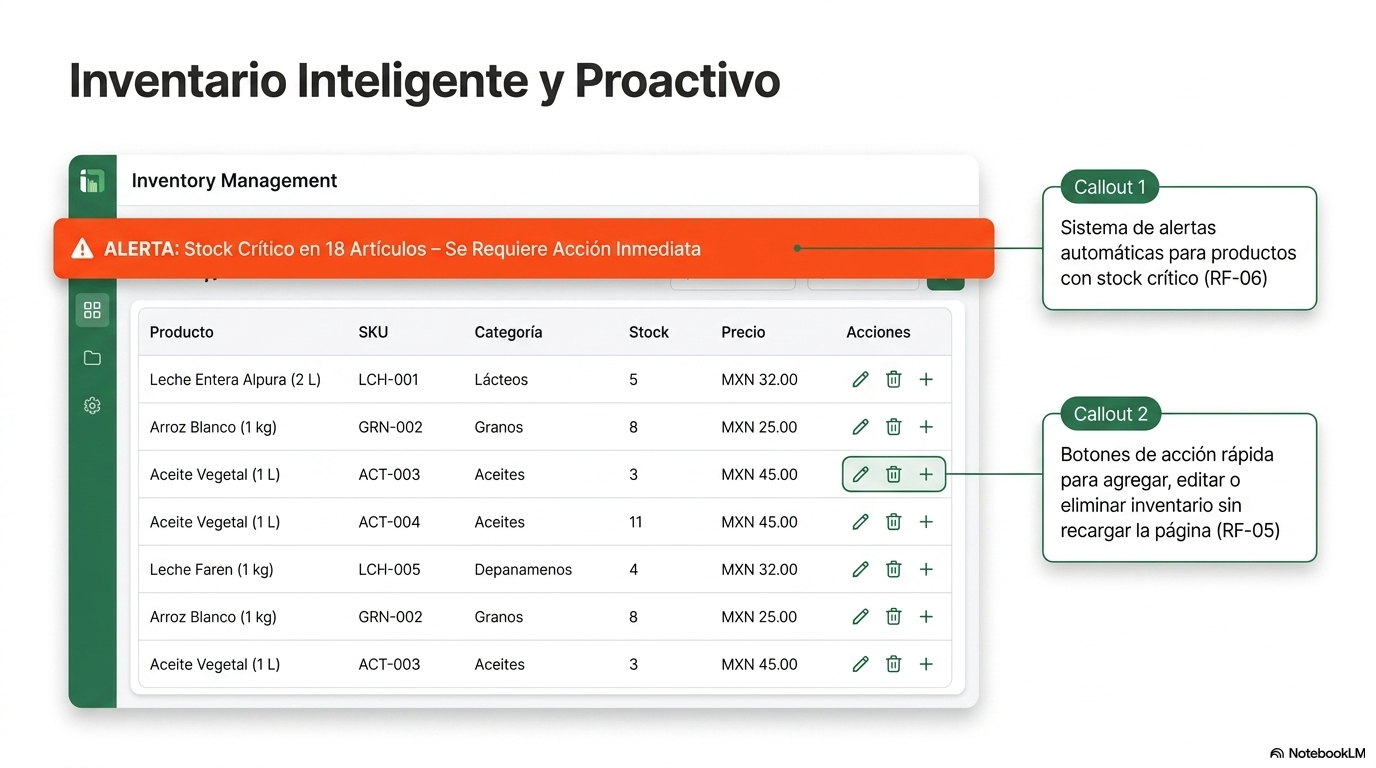 Inventario Inteligente y Proactivo
Inventory Management
ALERTA: Stock Crítico en 18 Artículos – Se Requiere Acción Inmediata
Producto SKU Categoría Stock Precio Acciones
Leche Entera Alpura (2 L) LCH-001 Lácteos 5 MXN 32.00
Arroz Blanco (1 kg) GRN-002 Granos 8 MXN 25.00
Aceite Vegetal (1 L) ACT-003 Aceites 3 MXN 45.00
Aceite Vegetal (1 L) ACT-004 Aceites 11 MXN 45.00
Leche Faren (1 kg) LCH-005 Depanamenos 4 MXN 32.00
Arroz Blanco (1 kg) GRN-002 Granos 8 MXN 25.00
Aceite Vegetal (1 L) ACT-003 Aceites 3 MXN 45.00
Callout 1
Sistema de alertas
automáticas para productos
con stock crítico (RF-06)
Callout 2
Botones de acción rápida
para agregar, editar o
eliminar inventario sin
recargar la página (RF-05)
NotebookLM